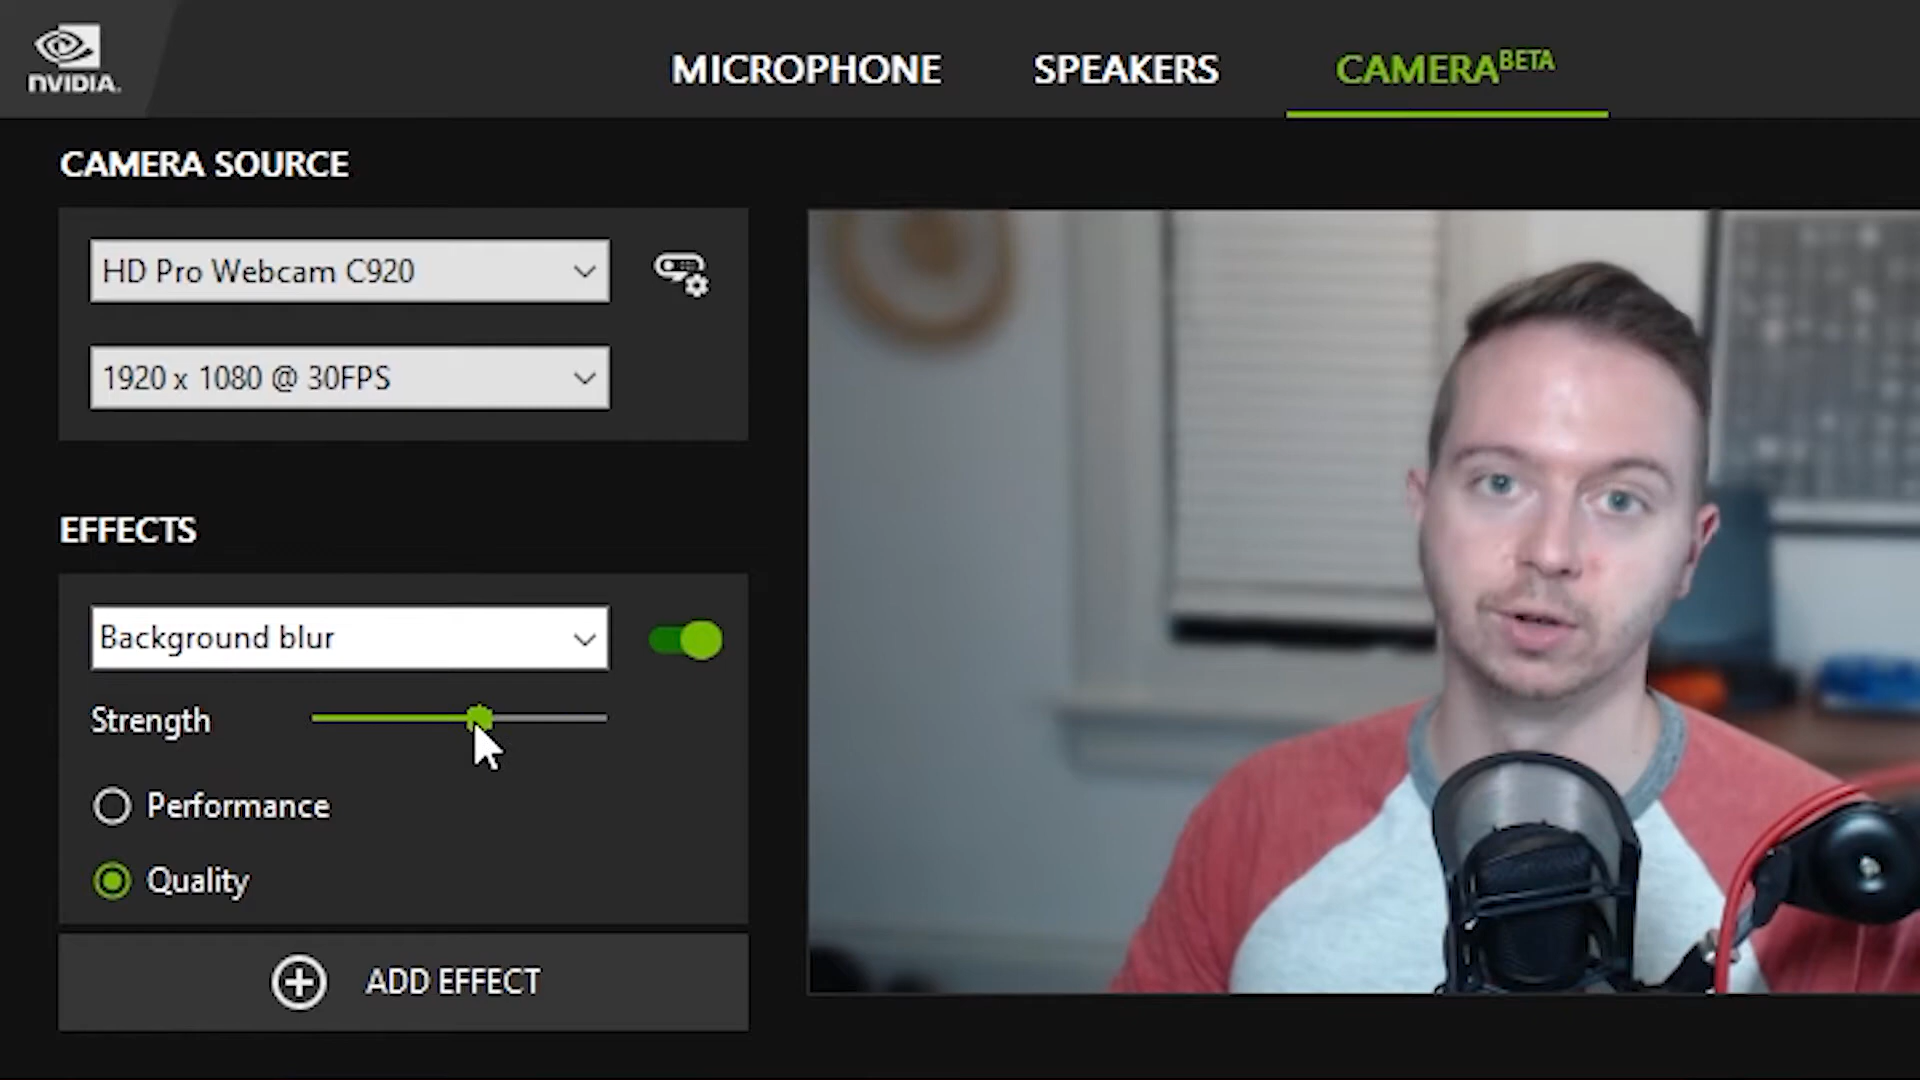 NVIDIA.
MICROPHONE
SPEAKERS
CAMERA BETA
CAMERA SOURCE
HD Pro Webcam C920
1920 x 1080 @ 30FPS
EFFECTS
Background blur
Strength
Performance
Quality
ADD EFFECT